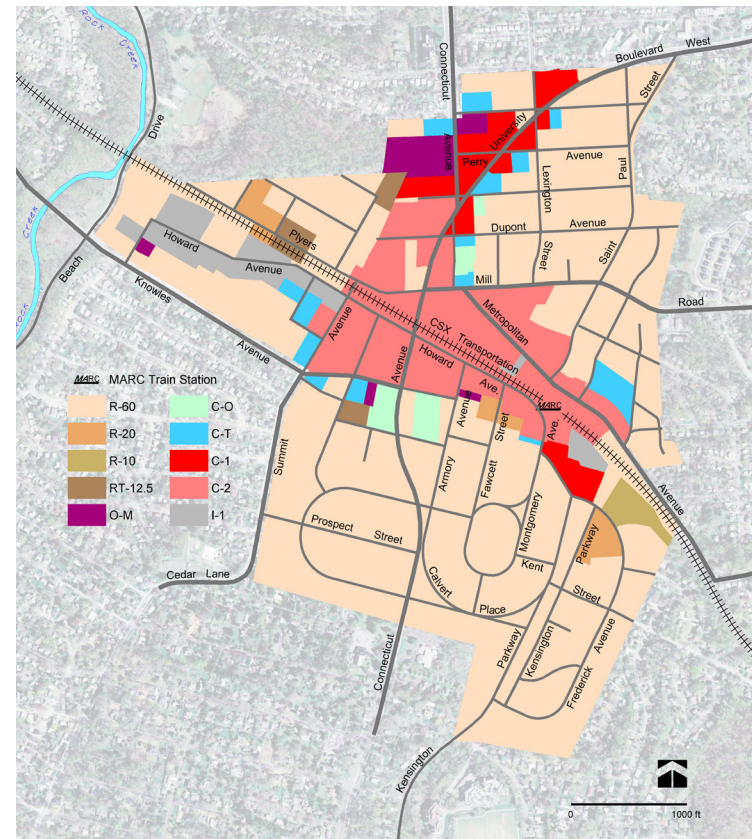 Rock
Creek
Drive
Connecticut
Avenue
Boulevard West
University
Street
Perry
Avenue
Lexington
Street
Paul
Saint
Dupont
Avenue
Plyers
Mill
Road
Howard
Avenue
Creek
Rock
Beach
Knowles
Avenue
Metropolitan
Avenue
CSX Transportation
Avenue
Avenue
Howard
Ave.
Avenue
Street
MARC
Ave.
MARC MARC Train Station
R-60
C-O
R-20
C-T
R-10
C-1
RT-12.5
C-2
O-M
I-1
Summit
Armory
Fawcett
Montgomery
Prospect
Street
Parkway
Kent
Street
Cedar Lane
Calvert
Place
Avenue
Parkway
Kensington
Frederick
Connecticut
Kensington
0
1000 ft